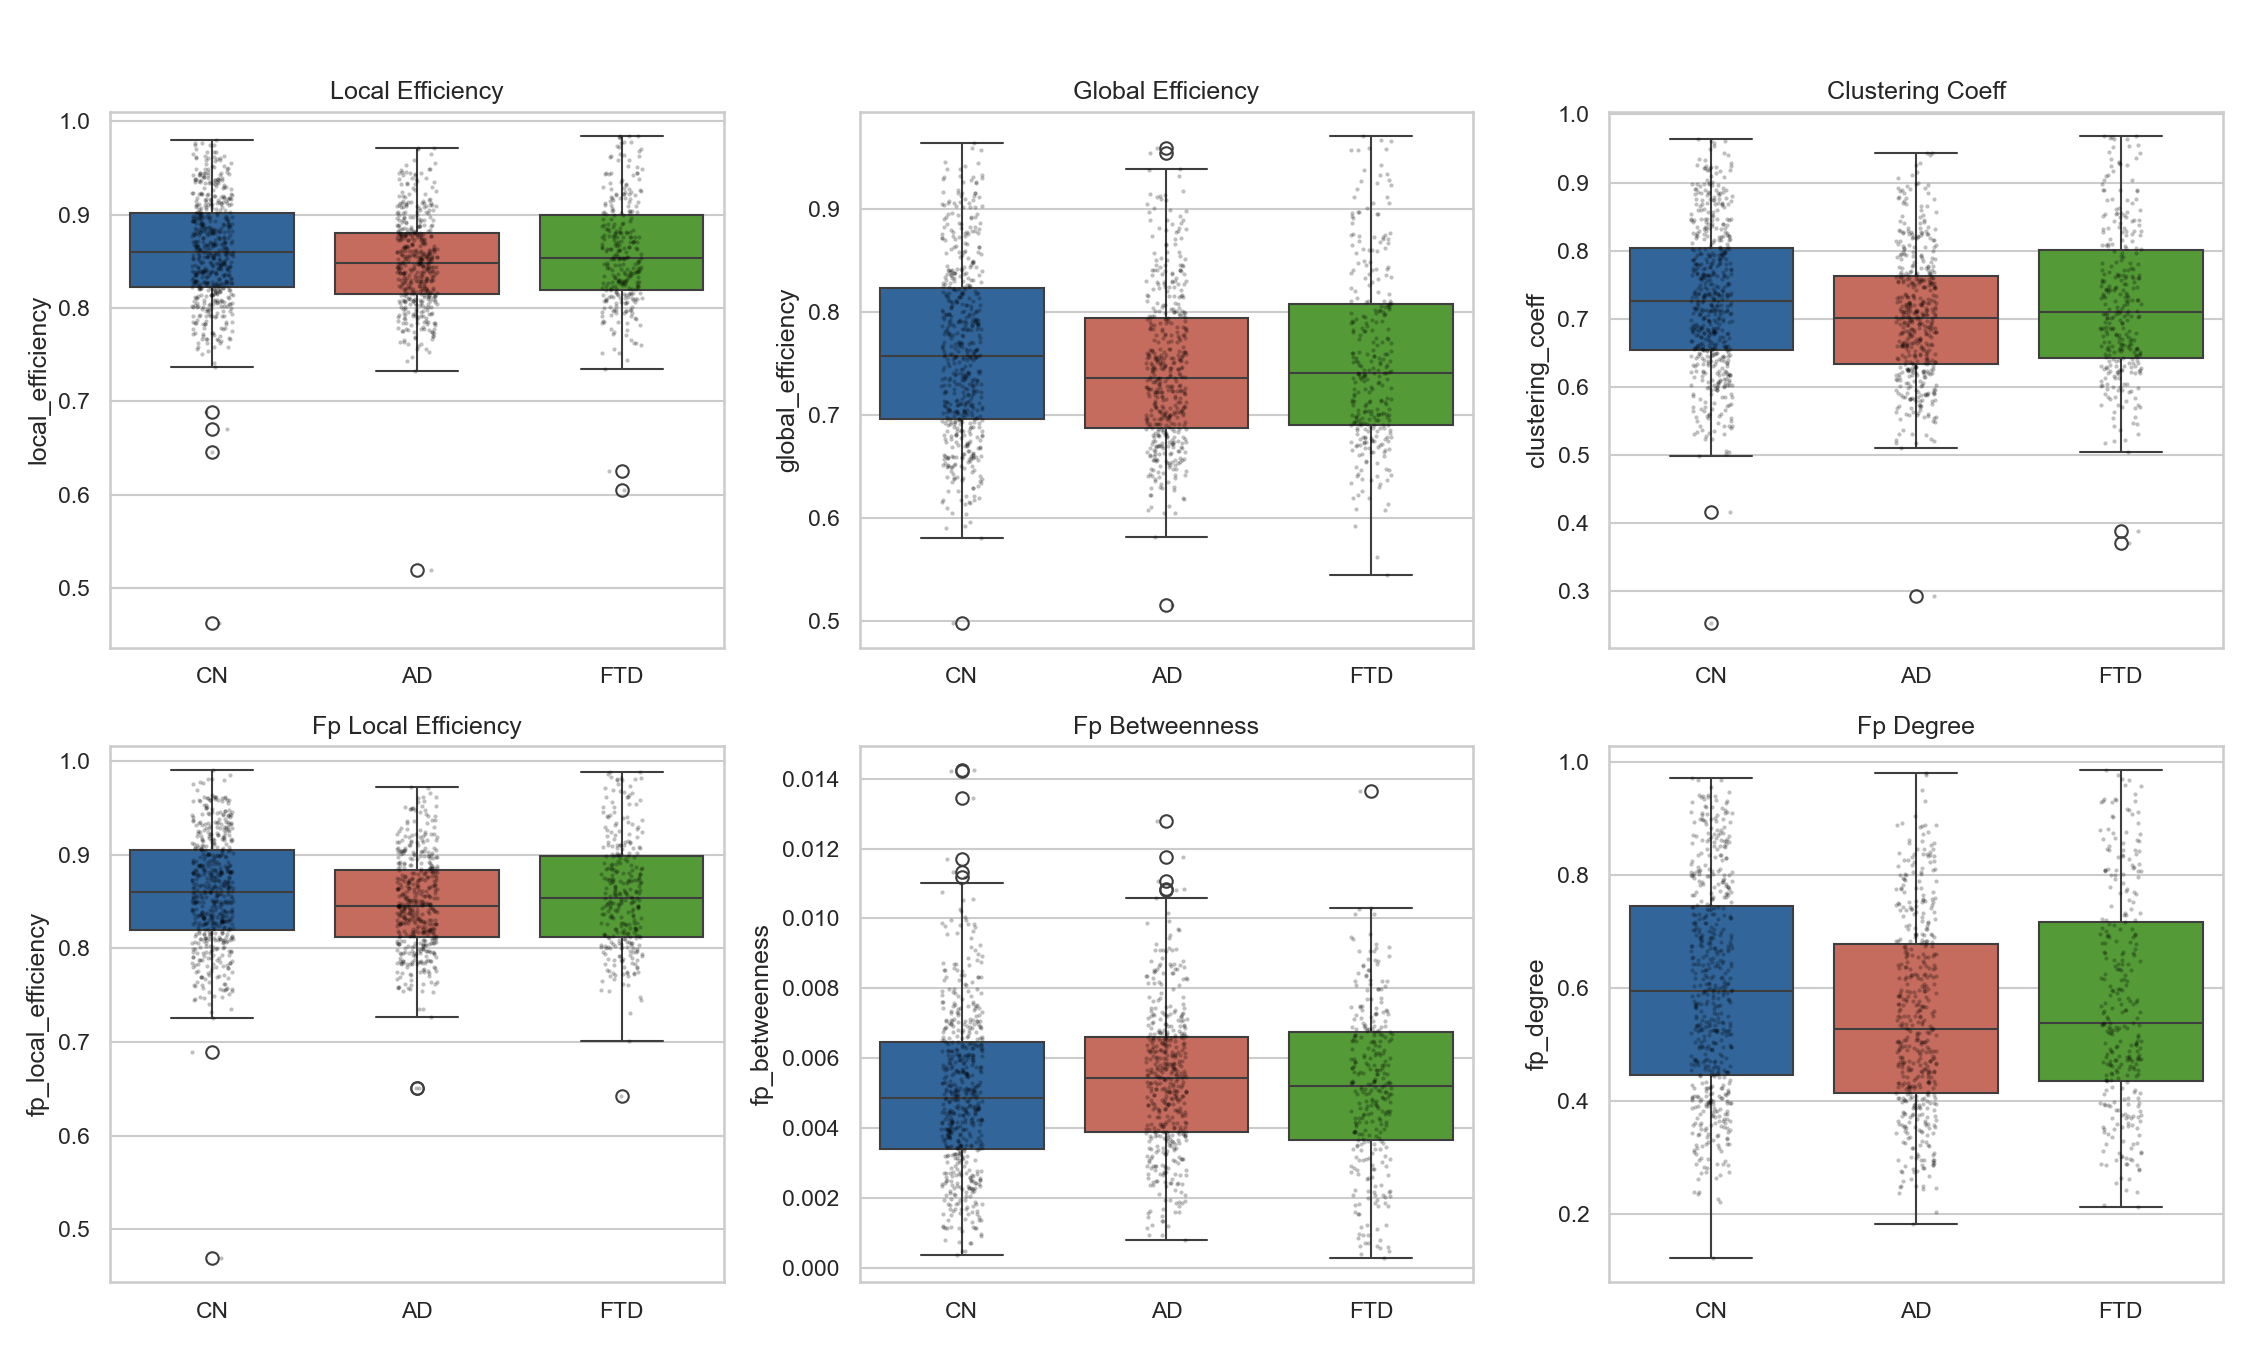 Local Efficiency
local_efficiency
1.0
0.9
0.8
0.7
0.6
0.5
CN AD FTD
Global Efficiency
global_efficiency
0.9
0.8
0.7
0.6
0.5
CN AD FTD
Clustering Coeff
clustering_coeff
1.0
0.9
0.8
0.7
0.6
0.5
0.4
0.3
CN AD FTD
Fp Local Efficiency
fp_local_efficiency
1.0
0.9
0.8
0.7
0.6
0.5
CN AD FTD
Fp Betweenness
fp_betweenness
0.014
0.012
0.010
0.008
0.006
0.004
0.002
0.000
CN AD FTD
Fp Degree
fp_degree
1.0
0.8
0.6
0.4
0.2
CN AD FTD